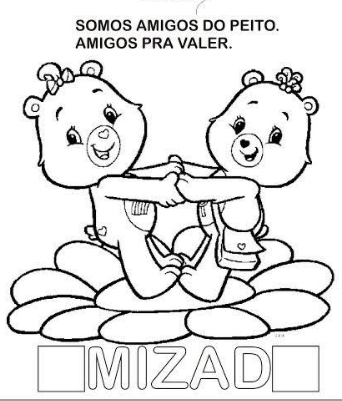 SOMOS AMIGOS DO PEITO.
AMIGOS PRA VALER.
MIZAD